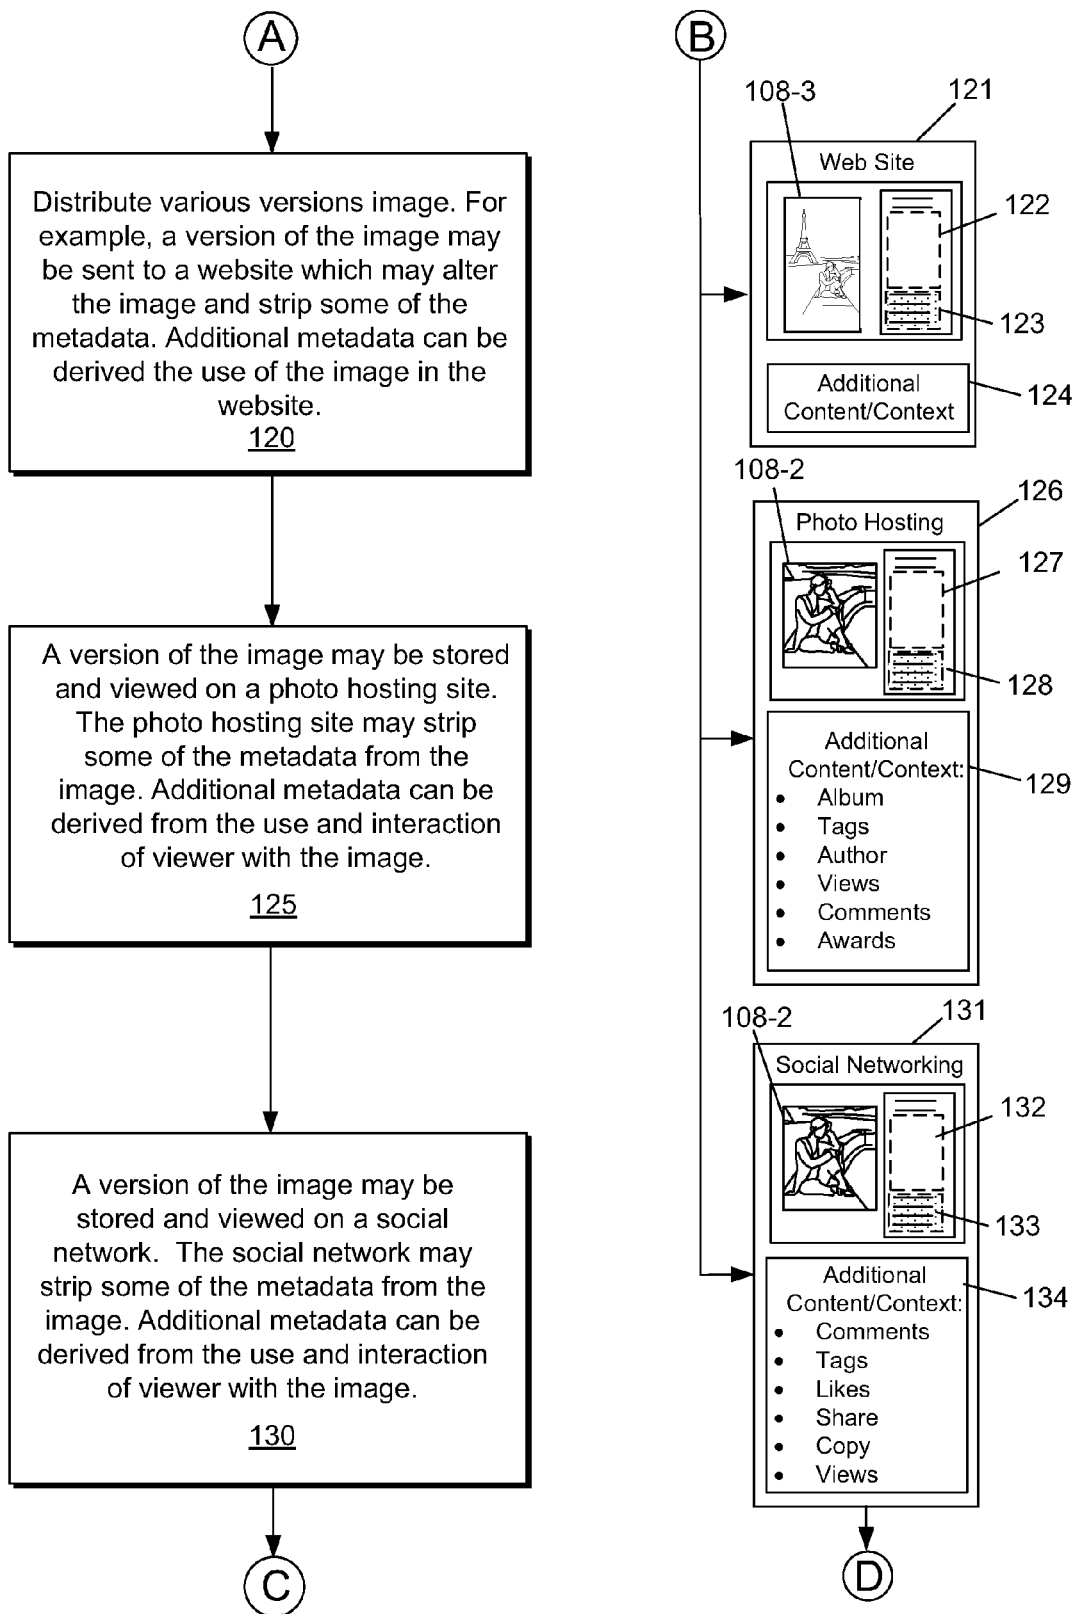 A
Distribute various versions image. For
example, a version of the image may
be sent to a website which may alter
the image and strip some of the
metadata. Additional metadata can be
derived the use of the image in the
website.
120
A version of the image may be stored
and viewed on a photo hosting site.
The photo hosting site may strip
some of the metadata from the
image. Additional metadata can be
derived from the use and interaction
of viewer with the image.
125
A version of the image may be
stored and viewed on a social
network.  The social network may
strip some of the metadata from the
image. Additional metadata can be
derived from the use and interaction
of viewer with the image.
130
C
B
108-3
121
Web Site
122
123
Additional
Content/Context
124
108-2
126
Photo Hosting
127
128
Additional
Content/Context:
129
• Album
• Tags
• Author
• Views
• Comments
• Awards
108-2
131
Social Networking
132
133
Additional
Content/Context:
134
• Comments
• Tags
• Likes
• Share
• Copy
• Views
D